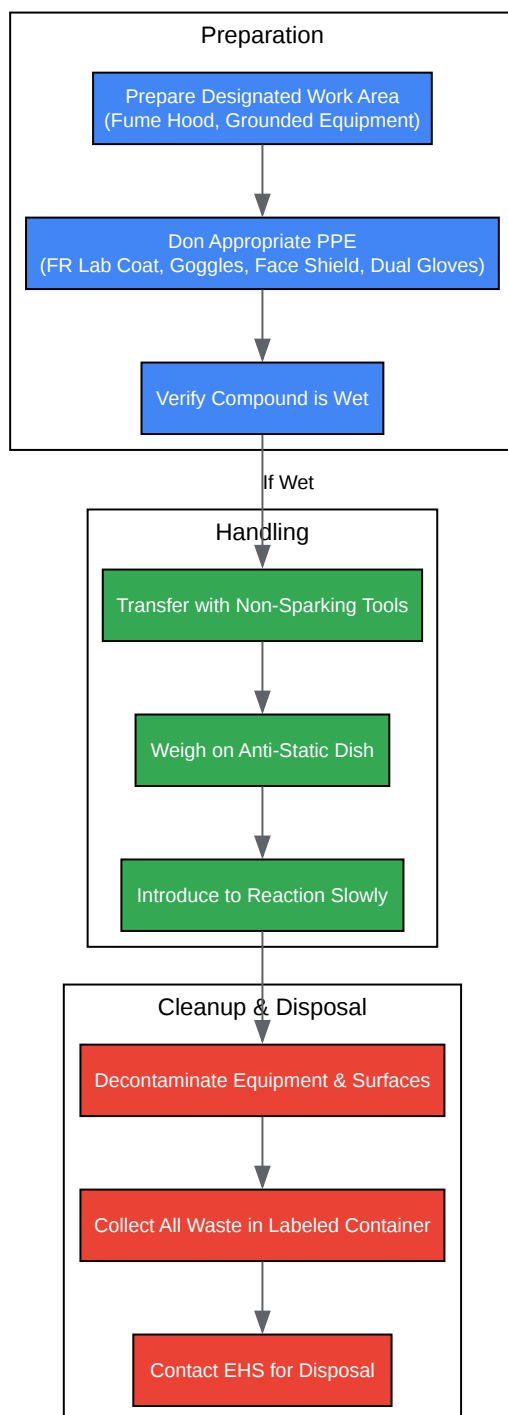 Preparation
Prepare Designated Work Area
(Fume Hood, Grounded Equipment)
Don Appropriate PPE
(FR Lab Coat, Goggles, Face Shield, Dual Gloves)
Verify Compound is Wet
If Wet
Handling
Transfer with Non-Sparking Tools
Weigh on Anti-Static Dish
Introduce to Reaction Slowly
Cleanup & Disposal
Decontaminate Equipment & Surfaces
Collect All Waste in Labeled Container
Contact EHS for Disposal